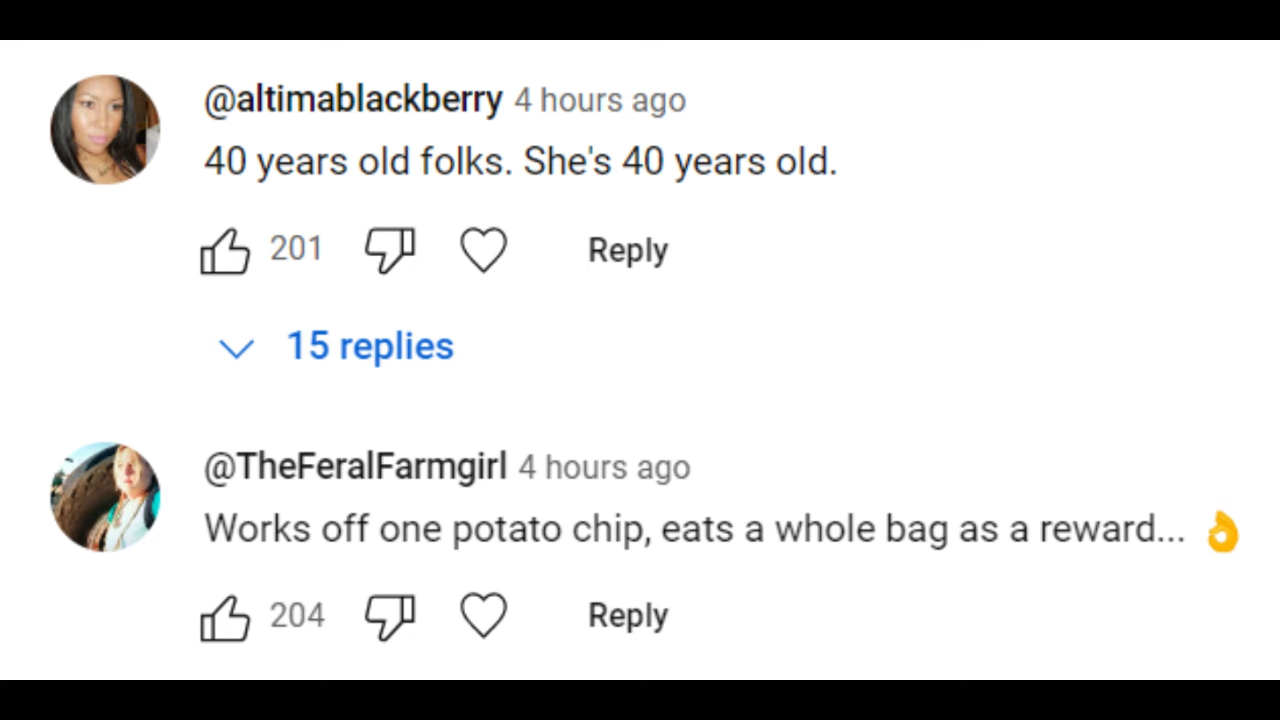 @altimablackberry 4 hours ago
40 years old folks. She's 40 years old.
201 Reply
15 replies
@TheFeralFarmgirl 4 hours ago
Works off one potato chip, eats a whole bag as a reward... 👌
204 Reply